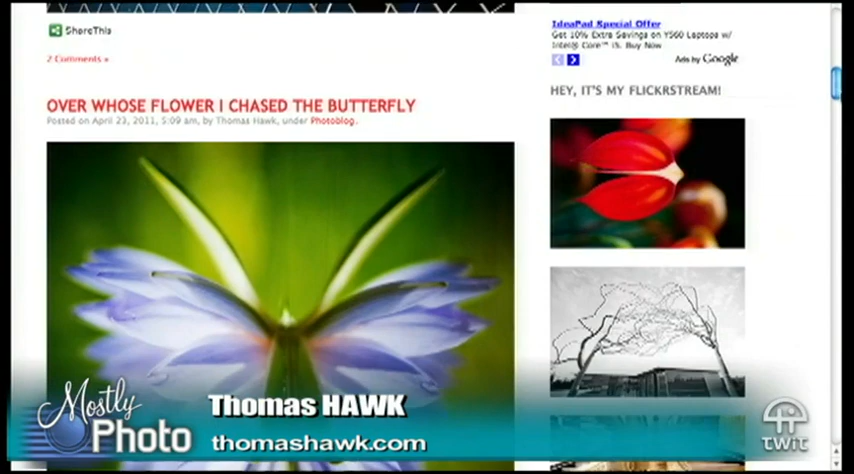 ShareThis
2 Comments »
OVER WHOSE FLOWER I CHASED THE BUTTERFLY
Posted on April 23, 2011, 5:09 am, by Thomas Hawk, under Photoblog.
IdeaPad Special Offer
Get 10% Extra Savings on Y560 Laptops w/
Intel® Core™ i5. Buy Now
Ads by Google
HEY, IT'S MY FLICKRSTREAM!
Mostly
Photo
Thomas HAWK
thomashawk.com
TWiT